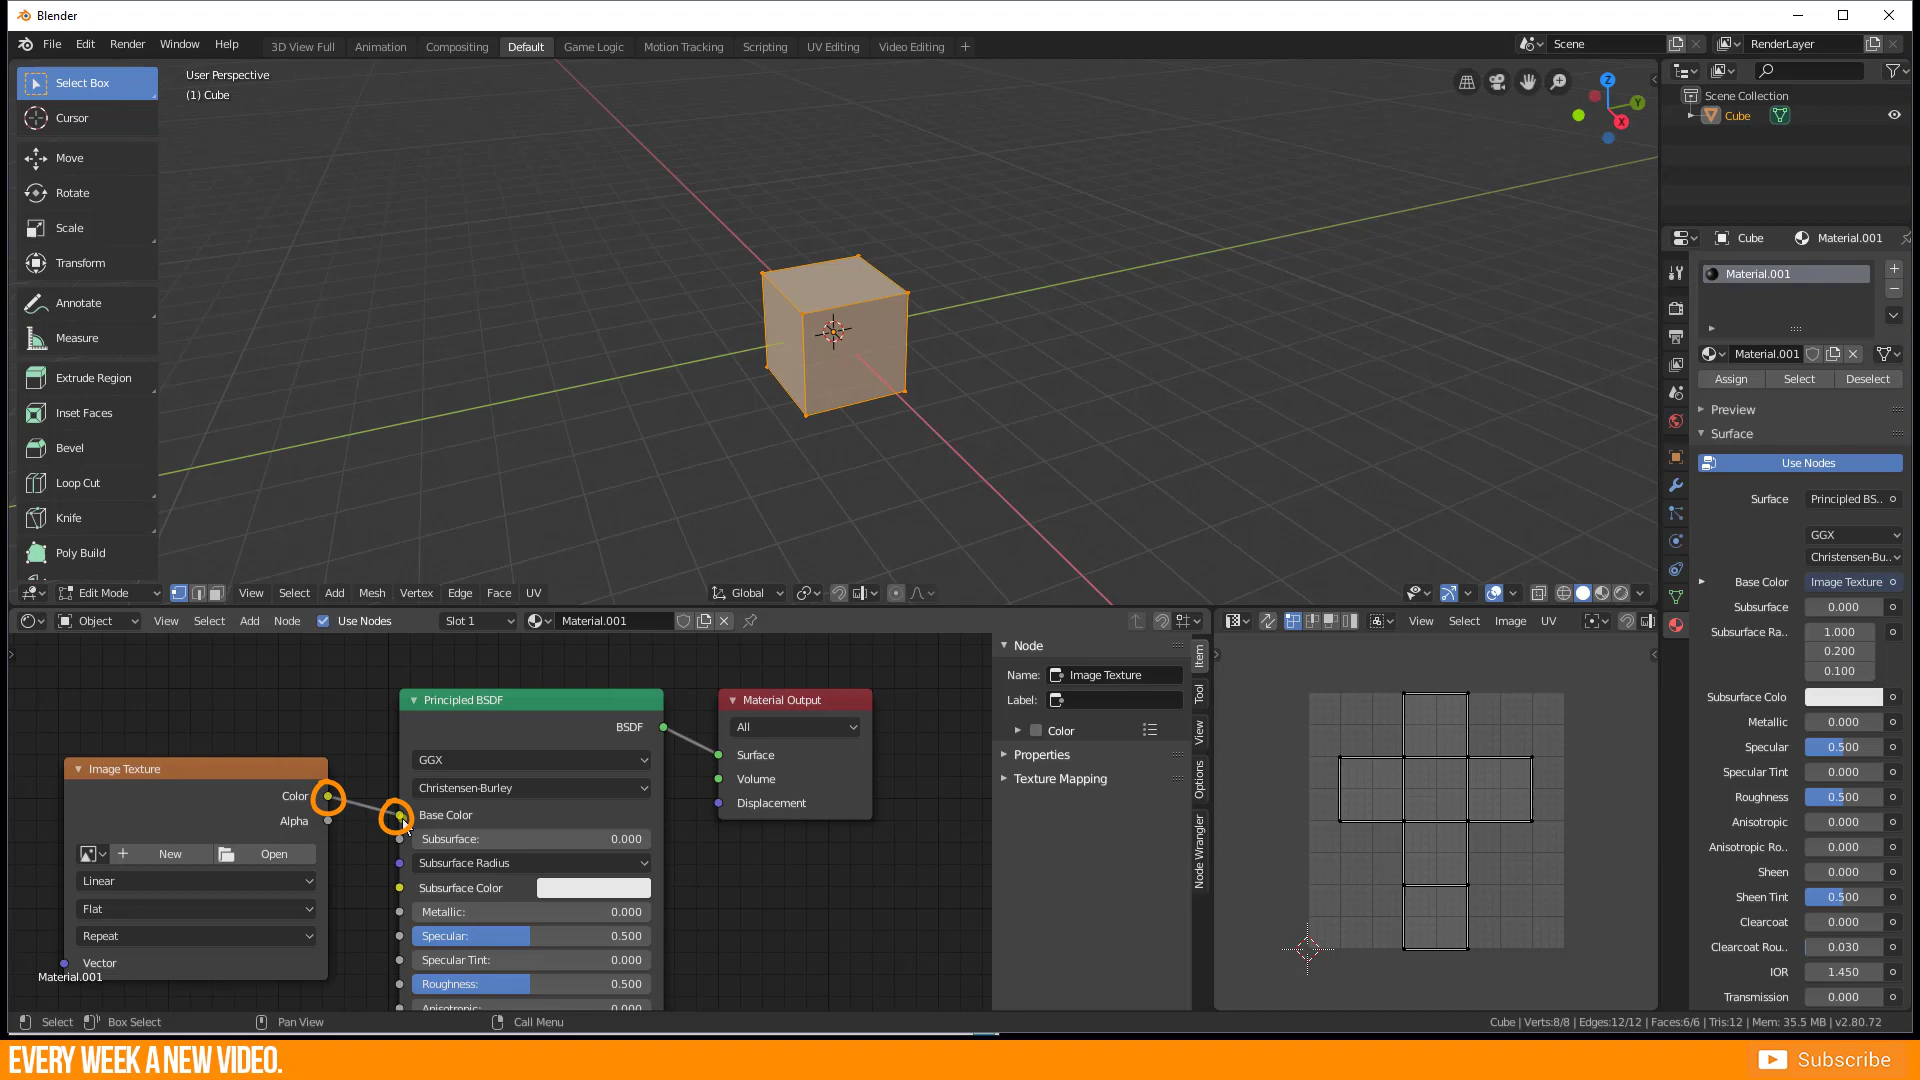 Blender
File Edit Render Window Help
3D View Full Animation Compositing Default Game Logic Motion Tracking Scripting UV Editing Video Editing +
Scene
RenderLayer
Select Box
Cursor
Move
Rotate
Scale
Transform
Annotate
Measure
Extrude Region
Inset Faces
Bevel
Loop Cut
Knife
Poly Build
User Perspective
(1) Cube
Z
Y
X
Edit Mode View Select Add Mesh Vertex Edge Face UV
Global
Scene Collection
Cube
Cube Material.001
Material.001
Material.001
Assign Select Deselect
Preview
Surface
Use Nodes
Surface Principled BS..
GGX
Christensen-Bu..
Base Color Image Texture
Subsurface 0.000
Subsurface Ra.. 1.000
0.200
0.100
Subsurface Colo
Metallic 0.000
Specular 0.500
Specular Tint 0.000
Roughness 0.500
Anisotropic 0.000
Anisotropic Ro.. 0.000
Sheen 0.000
Sheen Tint 0.500
Clearcoat 0.000
Clearcoat Rou.. 0.030
IOR 1.450
Transmission 0.000
Object View Select Add Node Use Nodes Slot 1 Material.001
Image Texture
Color
Alpha
+ New Open
Linear
Flat
Repeat
Vector
Material.001
Principled BSDF
BSDF
GGX
Christensen-Burley
Base Color
Subsurface: 0.000
Subsurface Radius
Subsurface Color
Metallic: 0.000
Specular: 0.500
Specular Tint: 0.000
Roughness: 0.500
Anisotropic: 0.000
Material Output
All
Surface
Volume
Displacement
Node
Name: Image Texture
Label:
Color
Properties
Texture Mapping
Item
Tool
View
Options
Node Wrangler
View Select Image UV
Select Box Select Pan View Call Menu
Cube | Verts:8/8 | Edges:12/12 | Faces:6/6 | Tris:12 | Mem: 35.5 MB | v2.80.72
EVERY WEEK A NEW VIDEO.
Subscribe